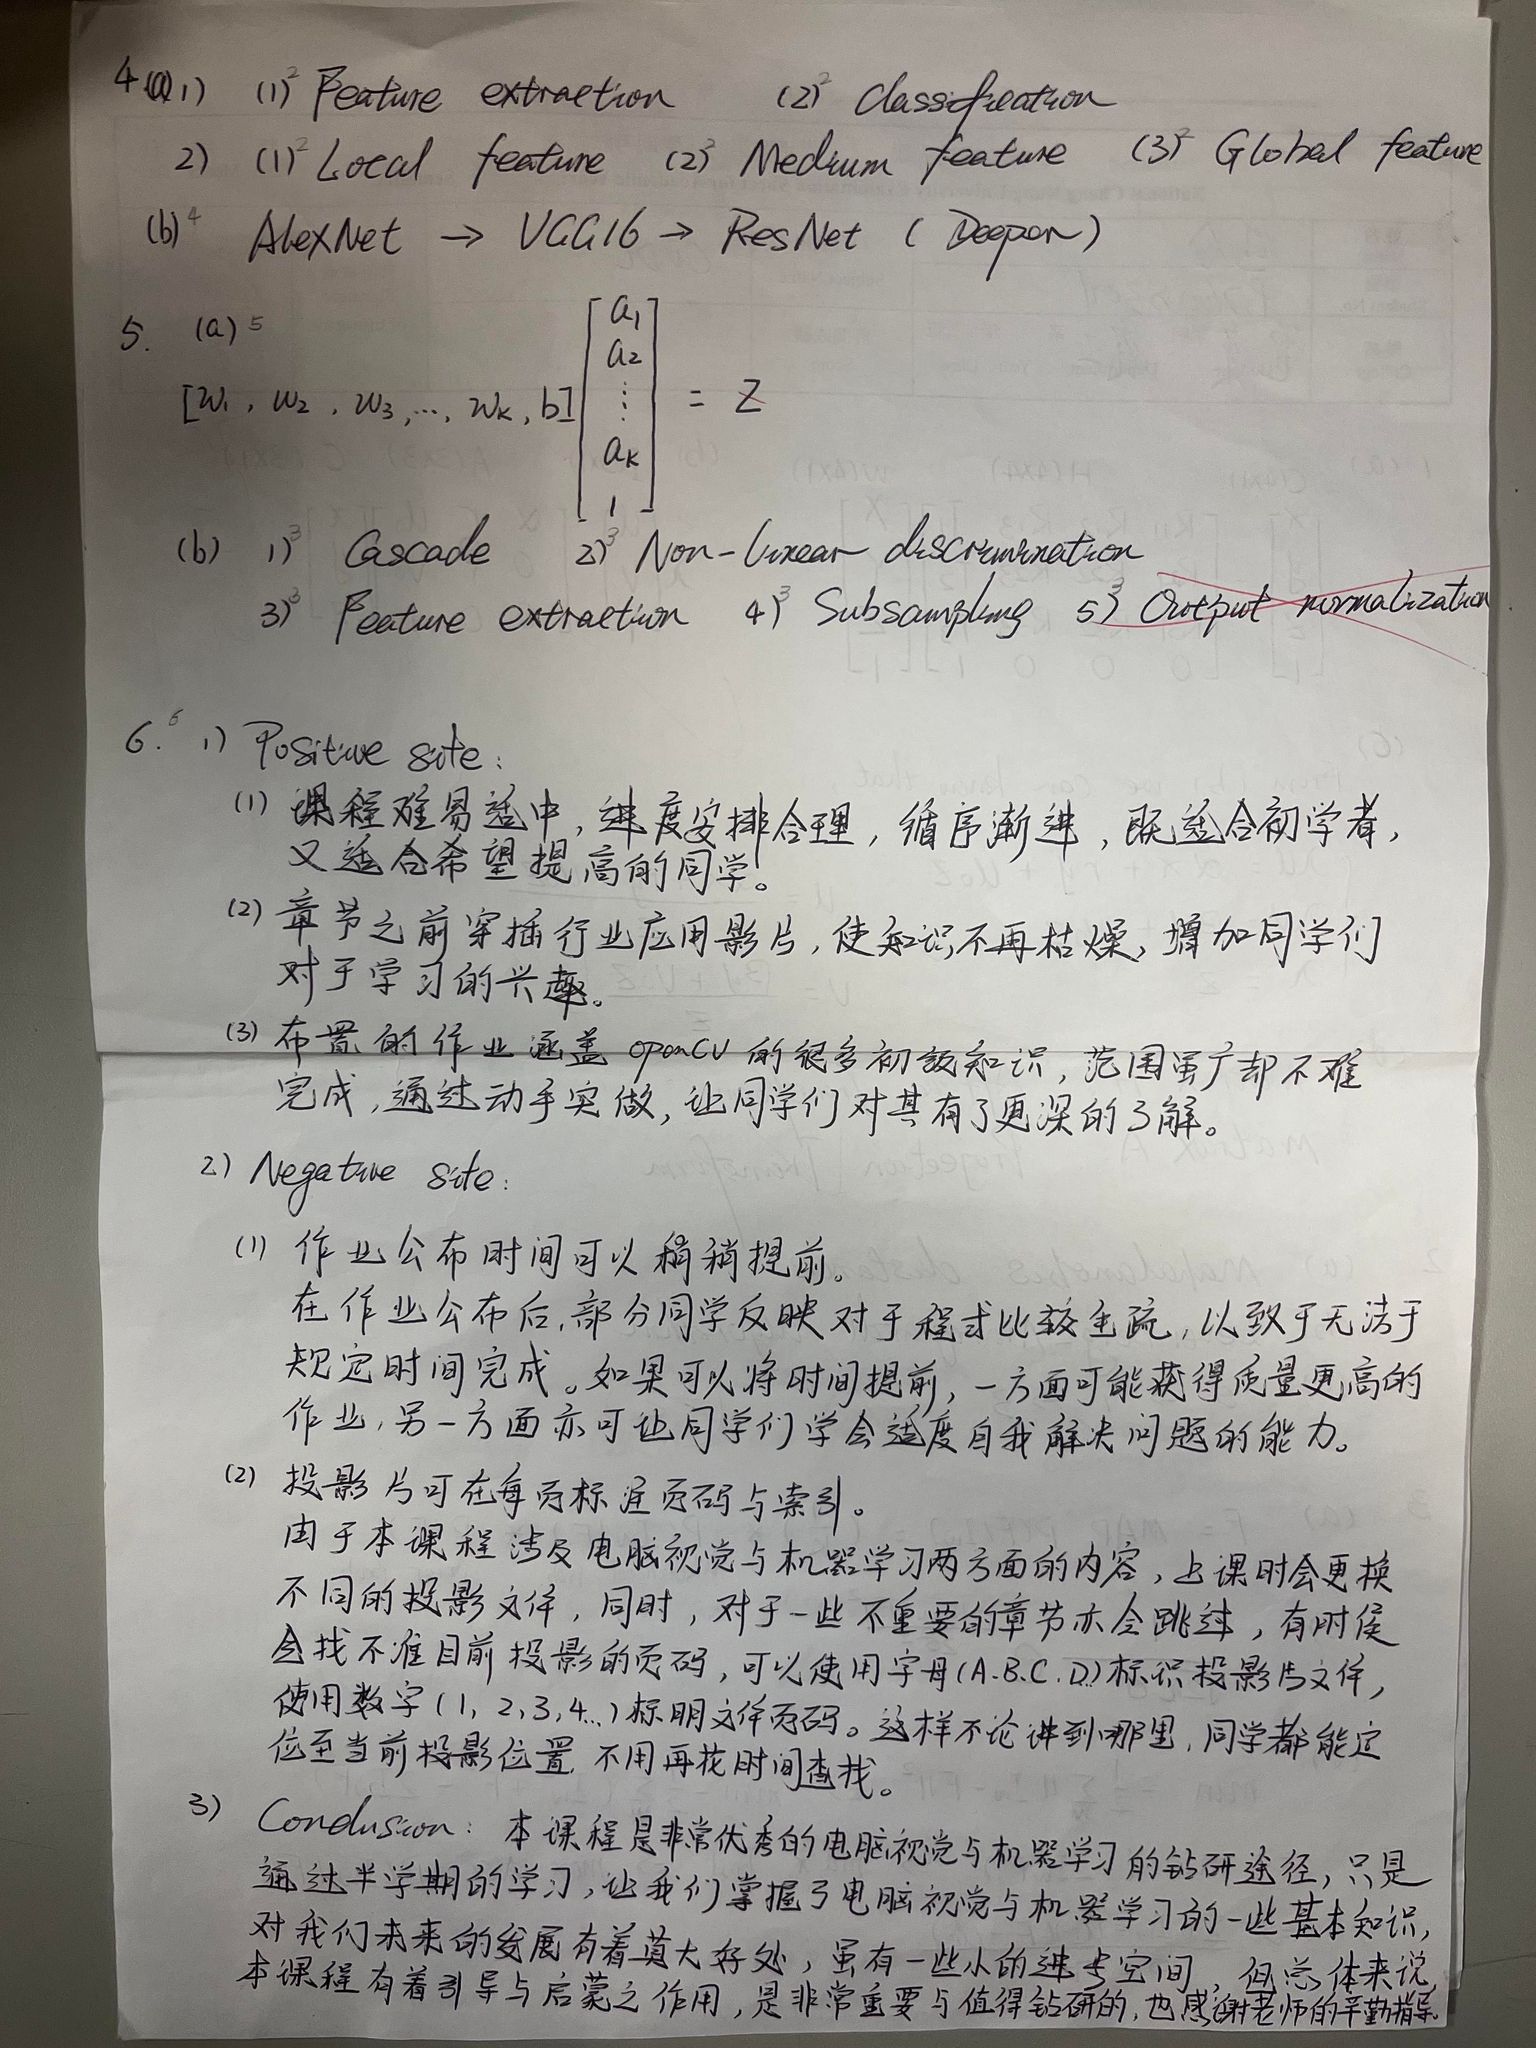 4(a) 1) (1)² Feature extraction (2)² Classification
2) (1)² Local feature (2)² Medium feature (3)² Global feature
(b)⁴ AlexNet → VGG16 → ResNet ( Deeper )
5. (a)⁵
[w₁, w₂, w₃, ..., wₖ, b] [a₁ a₂ ⋮ aₖ 1] = Z
(b) 1)³ Cascade 2)³ Non-linear discrimination
3)³ Feature extraction 4)³ Subsampling 5)³ Output normalization
6.⁶ 1) Positive site:
(1) 课程难易适中，进度安排合理，循序渐进，既适合初学者，
又适合希望提高的同学。
(2) 章节之前穿插行业应用影片，使知识不再枯燥，增加同学们
对于学习的兴趣。
(3) 布置的作业涵盖openCV的很多初级知识，范围虽广却不难
完成，通过动手实做，让同学们对其有了更深的了解。
2) Negative site:
(1) 作业公布时间可以稍稍提前。
在作业公布后，部分同学反映对于程式比较生疏，以致于无法于
规定时间完成。如果可以将时间提前，一方面可能获得质量更高的
作业，另一方面亦可让同学们学会适度自我解决问题的能力。
(2) 投影片可在每页标注页码与索引。
由于本课程涉及电脑视觉与机器学习两方面的内容，上课时会更换
不同的投影文件，同时，对于一些不重要的章节亦会跳过，有时候
会找不准目前投影的页码，可以使用字母(A.B.C.D.)标识投影片文件，
使用数字(1,2,3,4...)标明文件页码。这样不论讲到哪里，同学都能定
位至当前投影位置，不用再花时间查找。
3) Conclusion: 本课程是非常优秀的电脑视觉与机器学习的钻研途径，只是
通过半学期的学习，让我们掌握了电脑视觉与机器学习的一些基本知识，
对我们未来的发展有着莫大好处，虽有一些小的进步空间，但总体来说，
本课程有着引导与启蒙之作用，是非常重要与值得钻研的，也感谢老师的辛勤指导。